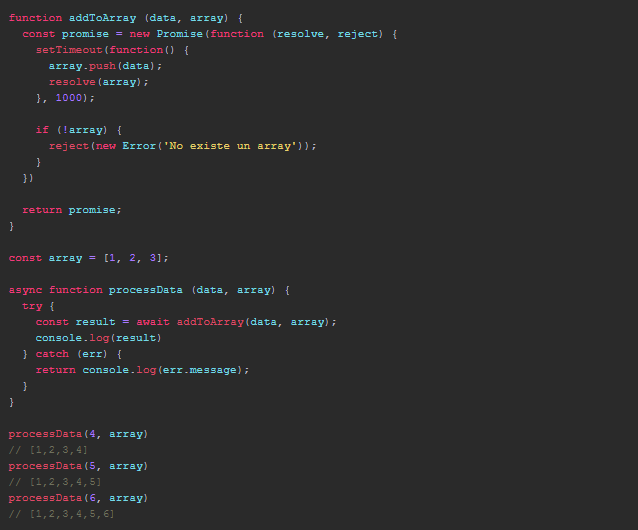 function addToArray (data, array) {
  const promise = new Promise(function (resolve, reject) {
    setTimeout(function() {
      array.push(data);
      resolve(array);
    }, 1000);

    if (!array) {
      reject(new Error('No existe un array'));
    }
  })

  return promise;
}

const array = [1, 2, 3];

async function processData (data, array) {
  try {
    const result = await addToArray(data, array);
    console.log(result)
  } catch (err) {
    return console.log(err.message);
  }
}

processData(4, array)
// [1,2,3,4]
processData(5, array)
// [1,2,3,4,5]
processData(6, array)
// [1,2,3,4,5,6]